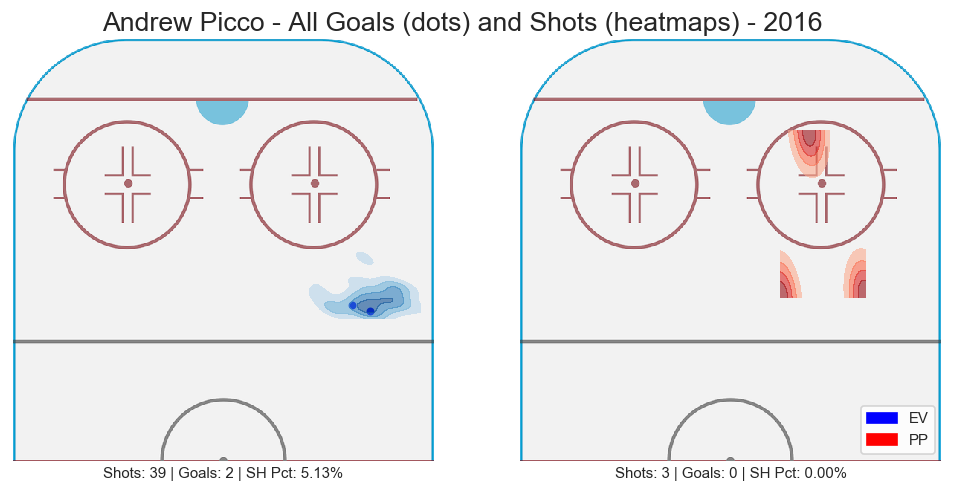 Andrew Picco - All Goals (dots) and Shots (heatmaps) - 2016
EV
PP
Shots: 39 | Goals: 2 | SH Pct: 5.13%
Shots: 3 | Goals: 0 | SH Pct: 0.00%